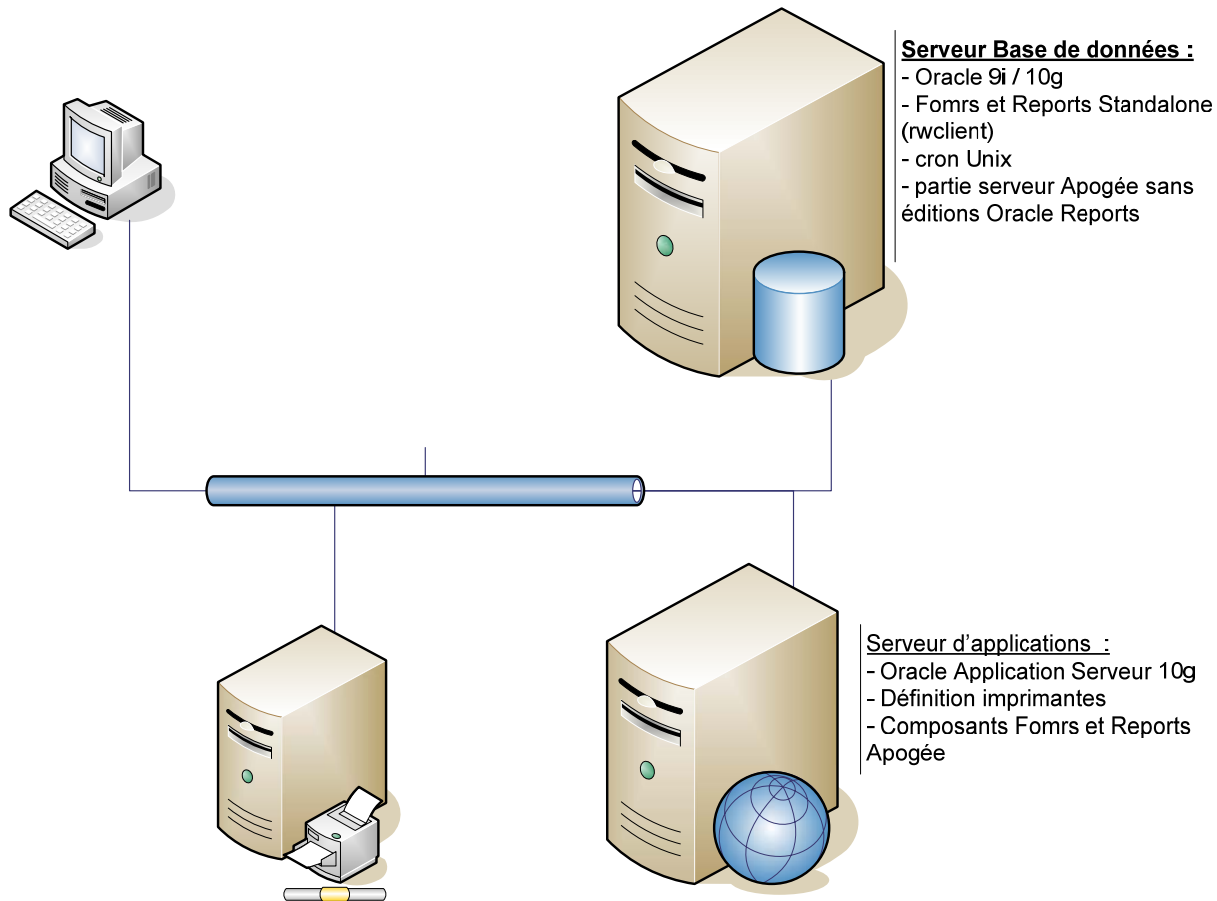 Serveur Base de données :
- Oracle 9i / 10g
- Fomrs et Reports Standalone
(rwclient)
- cron Unix
- partie serveur Apogée sans
éditions Oracle Reports
Serveur d’applications :
- Oracle Application Serveur 10g
- Définition imprimantes
- Composants Fomrs et Reports
Apogée